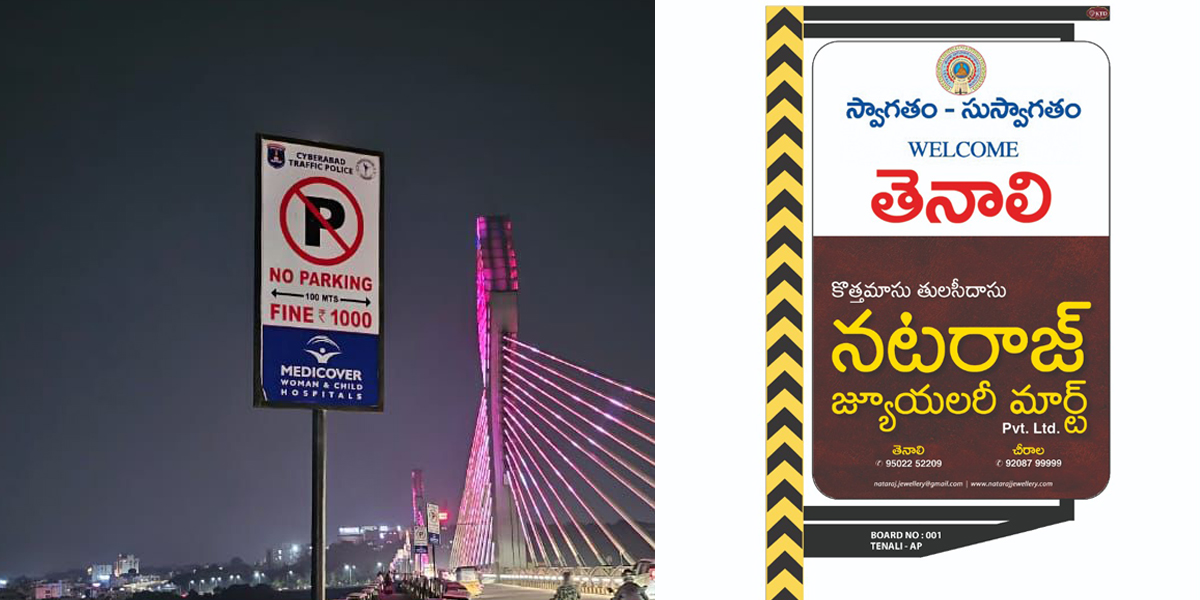 CYBERABAD
TRAFFIC POLICE
P
NO PARKING
100 MTS
FINE ₹ 1000
MEDICOVER
WOMAN & CHILD
HOSPITALS
KTO
స్వాగతం - సుస్వాగతం
WELCOME
తెనాలి
కొత్తమాసు తులసీదాసు
నటరాజ్
జ్యూయలరీ మార్ట్
Pvt. Ltd.
తెనాలి చీరాల
✆ 95022 52209 ✆ 92087 99999
nataraj.jewellery@gmail.com | www.natarajjewellery.com
BOARD NO : 001
TENALI - AP